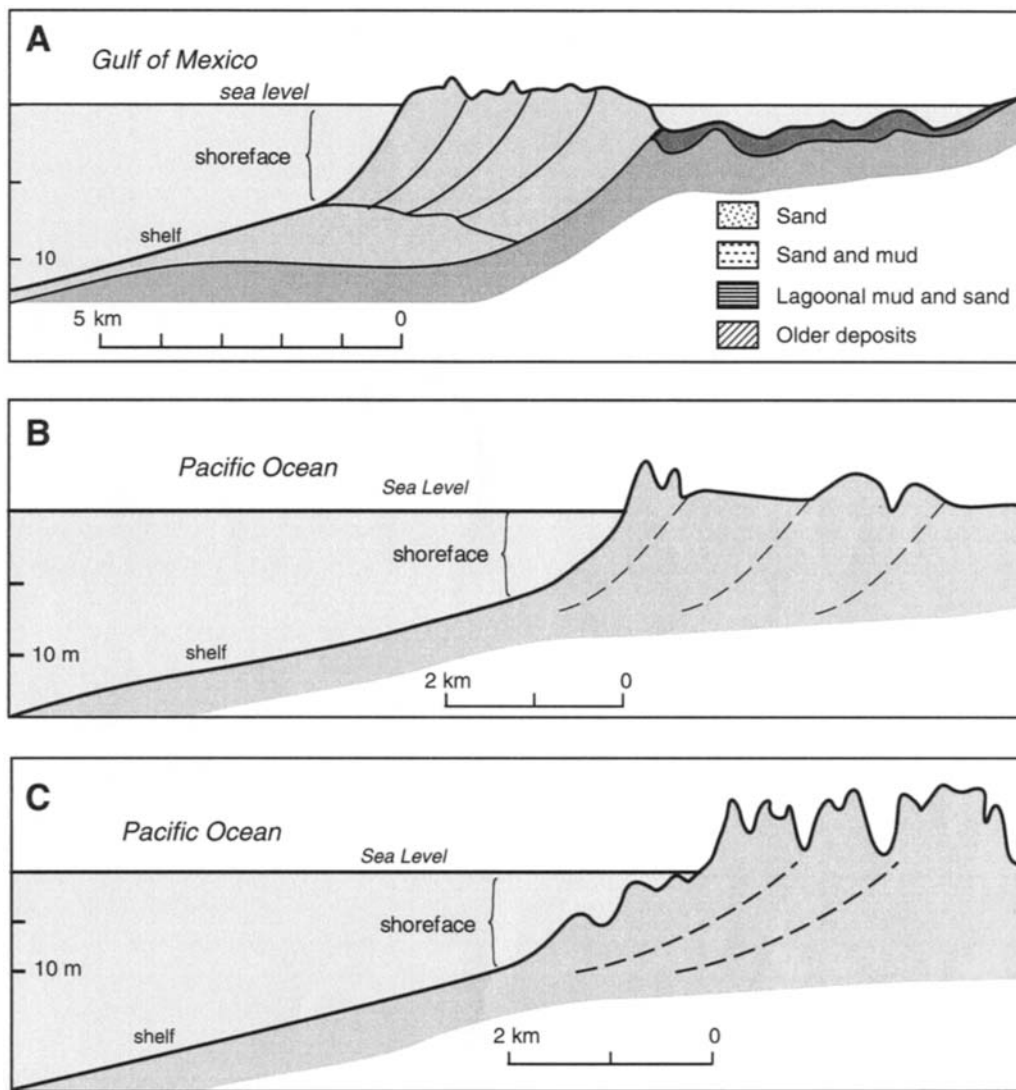 A
Gulf of Mexico
sea level
shoreface
shelf
10
5 km 0
Sand
Sand and mud
Lagoonal mud and sand
Older deposits
B
Pacific Ocean
Sea Level
shoreface
shelf
10 m
2 km 0
C
Pacific Ocean
Sea Level
shoreface
10 m
shelf
2 km 0